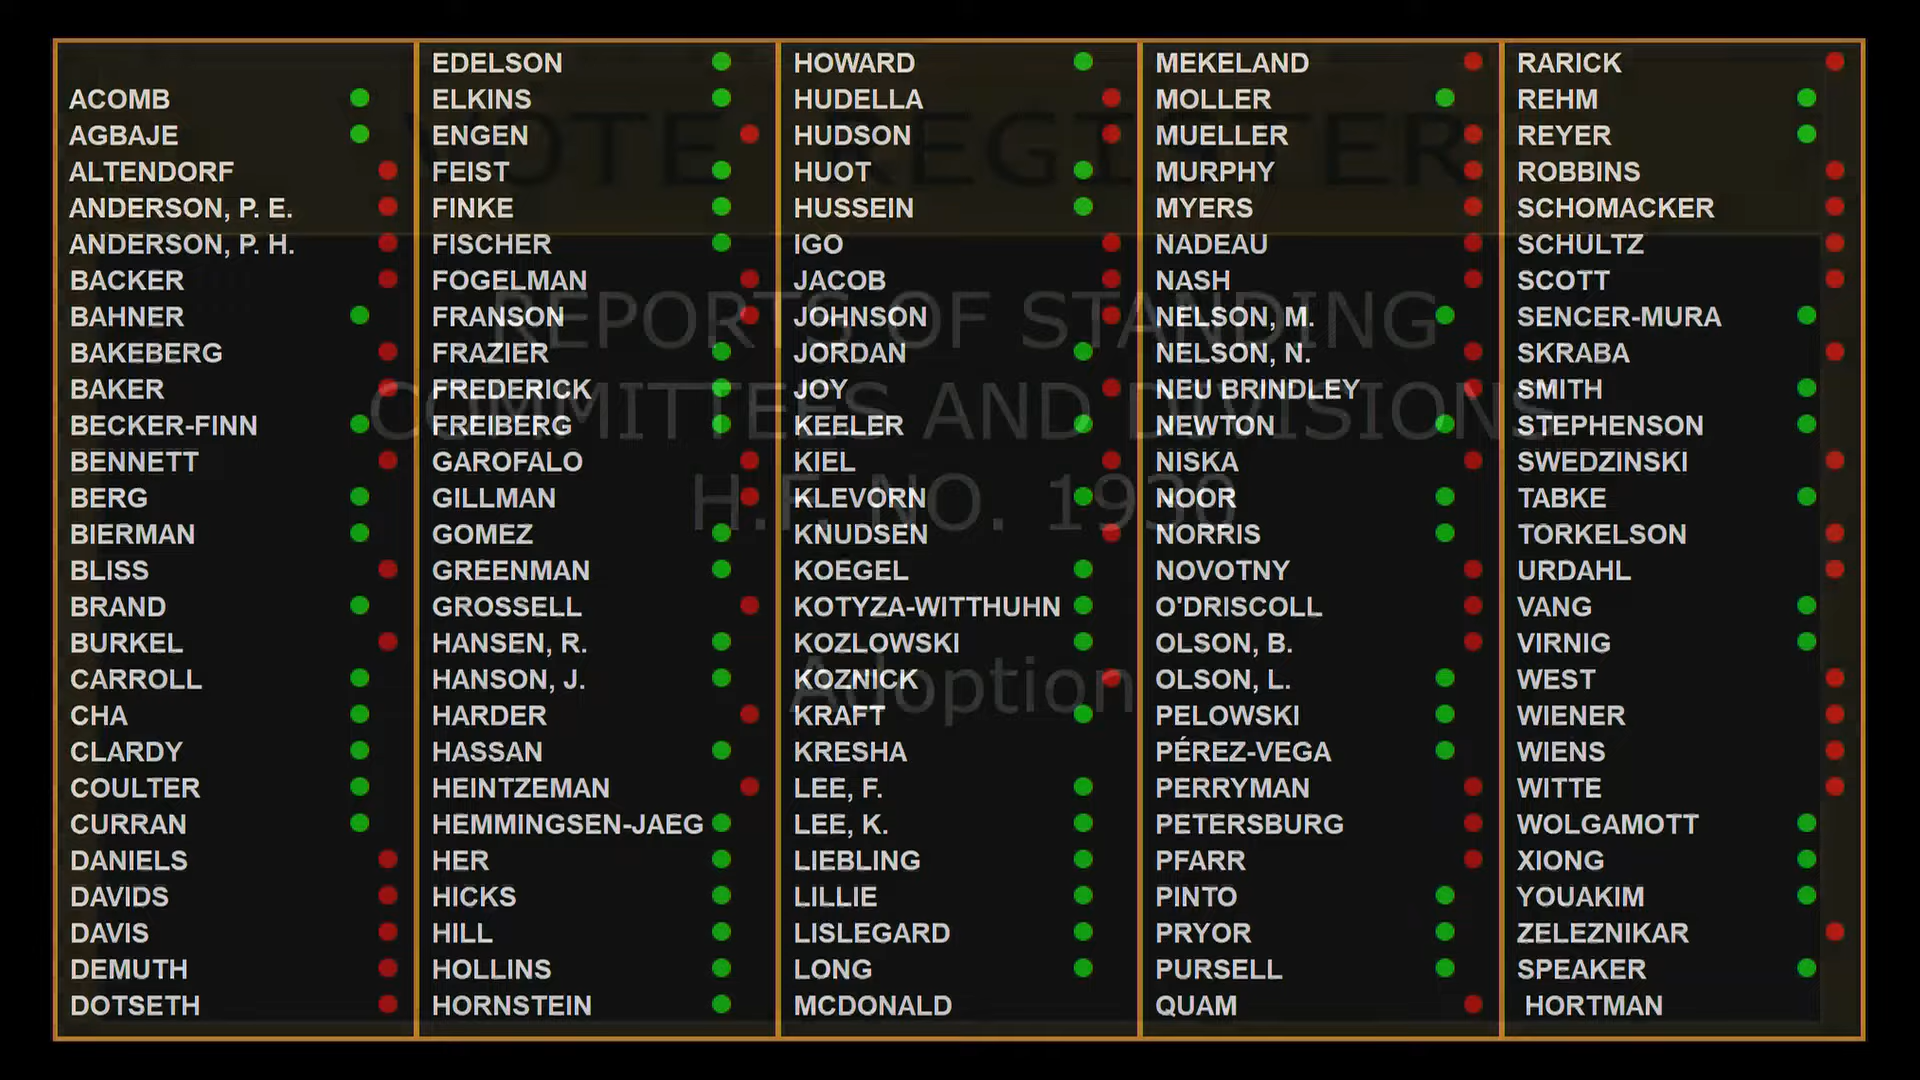 VOTE REGISTER
REPORTS OF STANDING
COMMITTEES AND DIVISIONS
H.F. NO. 1930
Adoption
ACOMB
AGBAJE
ALTENDORF
ANDERSON, P. E.
ANDERSON, P. H.
BACKER
BAHNER
BAKEBERG
BAKER
BECKER-FINN
BENNETT
BERG
BIERMAN
BLISS
BRAND
BURKEL
CARROLL
CHA
CLARDY
COULTER
CURRAN
DANIELS
DAVIDS
DAVIS
DEMUTH
DOTSETH
EDELSON
ELKINS
ENGEN
FEIST
FINKE
FISCHER
FOGELMAN
FRANSON
FRAZIER
FREDERICK
FREIBERG
GAROFALO
GILLMAN
GOMEZ
GREENMAN
GROSSELL
HANSEN, R.
HANSON, J.
HARDER
HASSAN
HEINTZEMAN
HEMMINGSEN-JAEG
HER
HICKS
HILL
HOLLINS
HORNSTEIN
HOWARD
HUDELLA
HUDSON
HUOT
HUSSEIN
IGO
JACOB
JOHNSON
JORDAN
JOY
KEELER
KIEL
KLEVORN
KNUDSEN
KOEGEL
KOTYZA-WITTHUHN
KOZLOWSKI
KOZNICK
KRAFT
KRESHA
LEE, F.
LEE, K.
LIEBLING
LILLIE
LISLEGARD
LONG
MCDONALD
MEKELAND
MOLLER
MUELLER
MURPHY
MYERS
NADEAU
NASH
NELSON, M.
NELSON, N.
NEU BRINDLEY
NEWTON
NISKA
NOOR
NORRIS
NOVOTNY
O'DRISCOLL
OLSON, B.
OLSON, L.
PELOWSKI
PÉREZ-VEGA
PERRYMAN
PETERSBURG
PFARR
PINTO
PRYOR
PURSELL
QUAM
RARICK
REHM
REYER
ROBBINS
SCHOMACKER
SCHULTZ
SCOTT
SENCER-MURA
SKRABA
SMITH
STEPHENSON
SWEDZINSKI
TABKE
TORKELSON
URDAHL
VANG
VIRNIG
WEST
WIENER
WIENS
WITTE
WOLGAMOTT
XIONG
YOUAKIM
ZELEZNIKAR
SPEAKER
HORTMAN